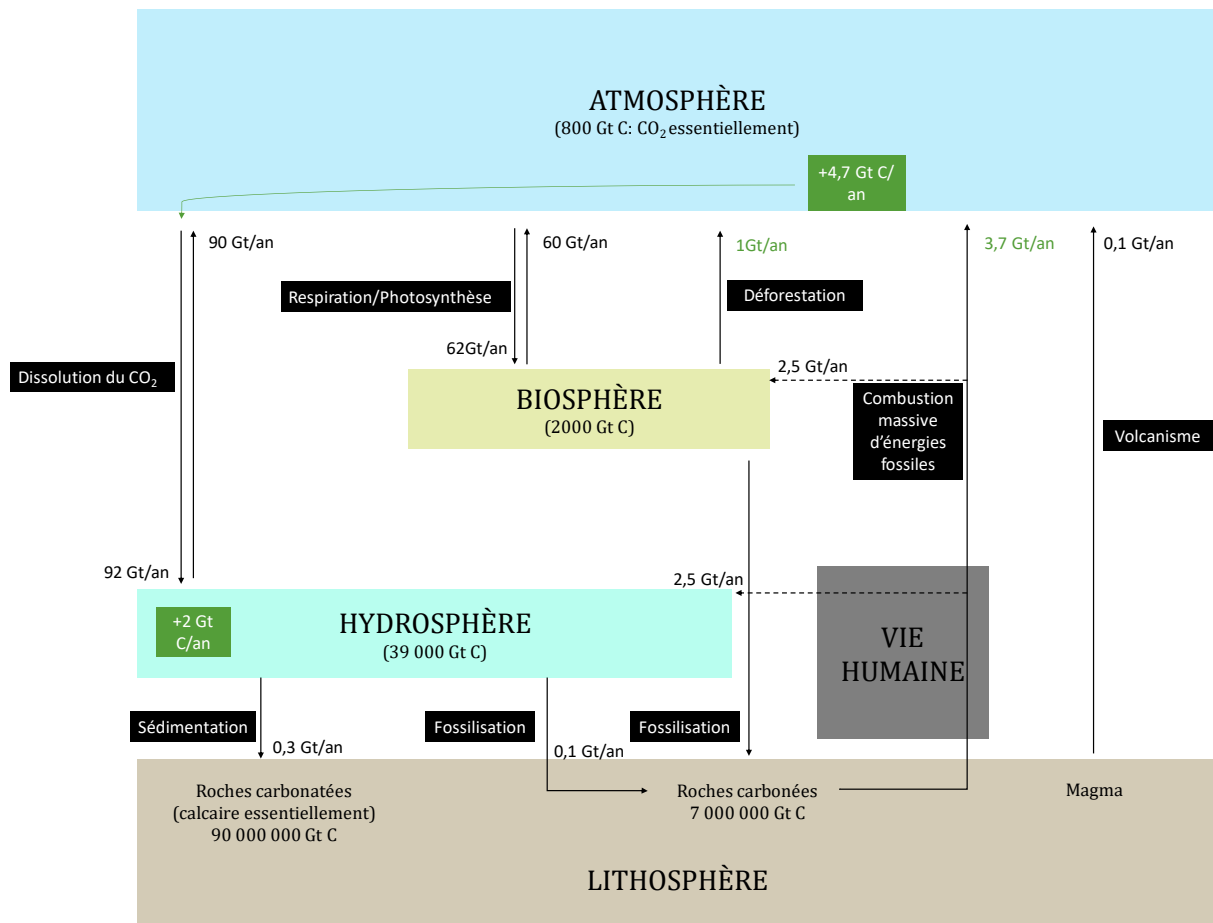 ATMOSPHÈRE
(800 Gt C: CO₂ essentiellement)
+4,7 Gt C/
an
90 Gt/an
60 Gt/an
1Gt/an
3,7 Gt/an
0,1 Gt/an
Respiration/Photosynthèse
Déforestation
62Gt/an
2,5 Gt/an
Dissolution du CO₂
BIOSPHÈRE
(2000 Gt C)
Combustion
massive
d'énergies
fossiles
Volcanisme
92 Gt/an
2,5 Gt/an
+2 Gt
C/an
HYDROSPHÈRE
(39 000 Gt C)
VIE
HUMAINE
Sédimentation
Fossilisation
Fossilisation
0,3 Gt/an
0,1 Gt/an
Roches carbonatées
(calcaire essentiellement)
90 000 000 Gt C
Roches carbonées
7 000 000 Gt C
Magma
LITHOSPHÈRE